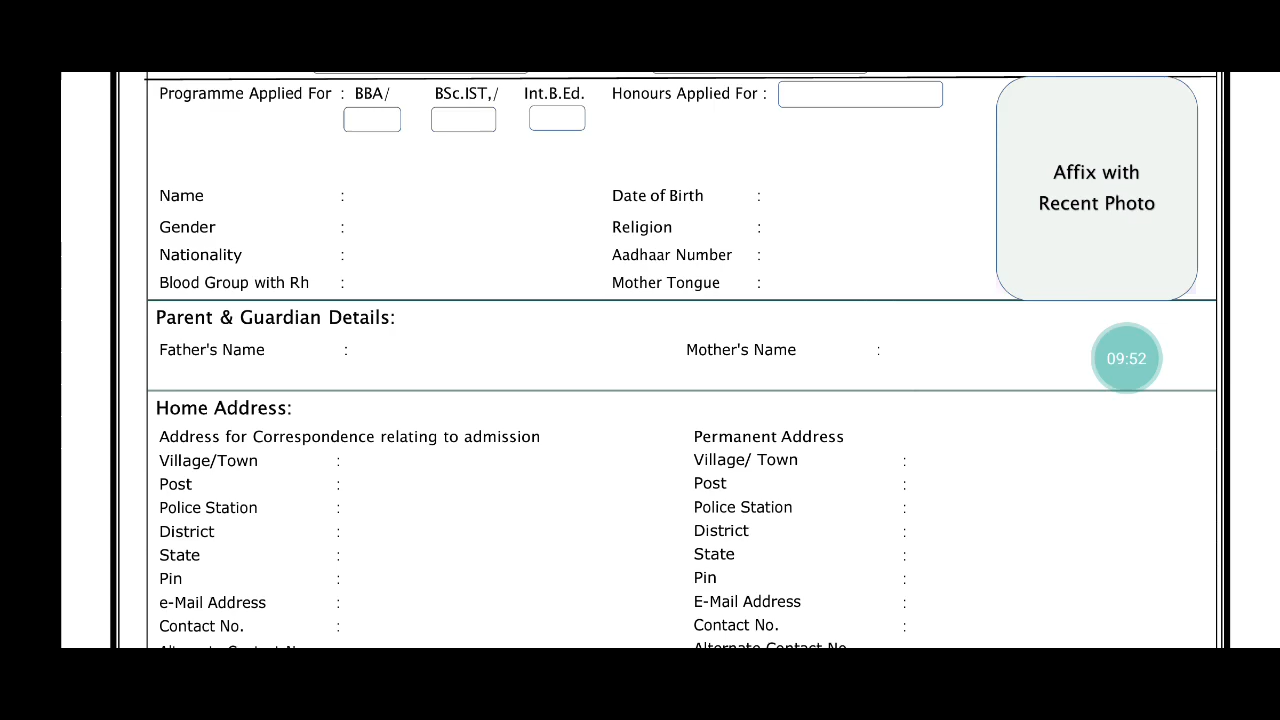 Programme Applied For : BBA/ BSc.IST,/ Int.B.Ed. Honours Applied For :
Affix with
Recent Photo
Name : Date of Birth :
Gender : Religion :
Nationality : Aadhaar Number :
Blood Group with Rh : Mother Tongue :
Parent & Guardian Details:
Father's Name : Mother's Name :
09:52
Home Address:
Address for Correspondence relating to admission Permanent Address
Village/Town : Village/ Town :
Post : Post :
Police Station : Police Station :
District : District :
State : State :
Pin : Pin :
e-Mail Address : E-Mail Address :
Contact No. : Contact No. :
Alternate Contact No. Alternate Contact No.